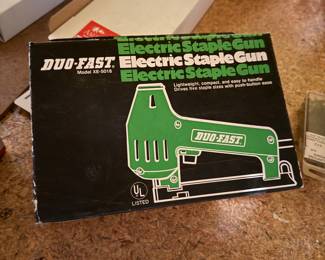 Electric Staple Gun
DUO-FAST. Electric Staple Gun
Model XE-5018 Electric Staple Gun
Lightweight, compact, and easy to handle
Drives five staple sizes with push-button ease
DUO-FAST.
UL
LISTED